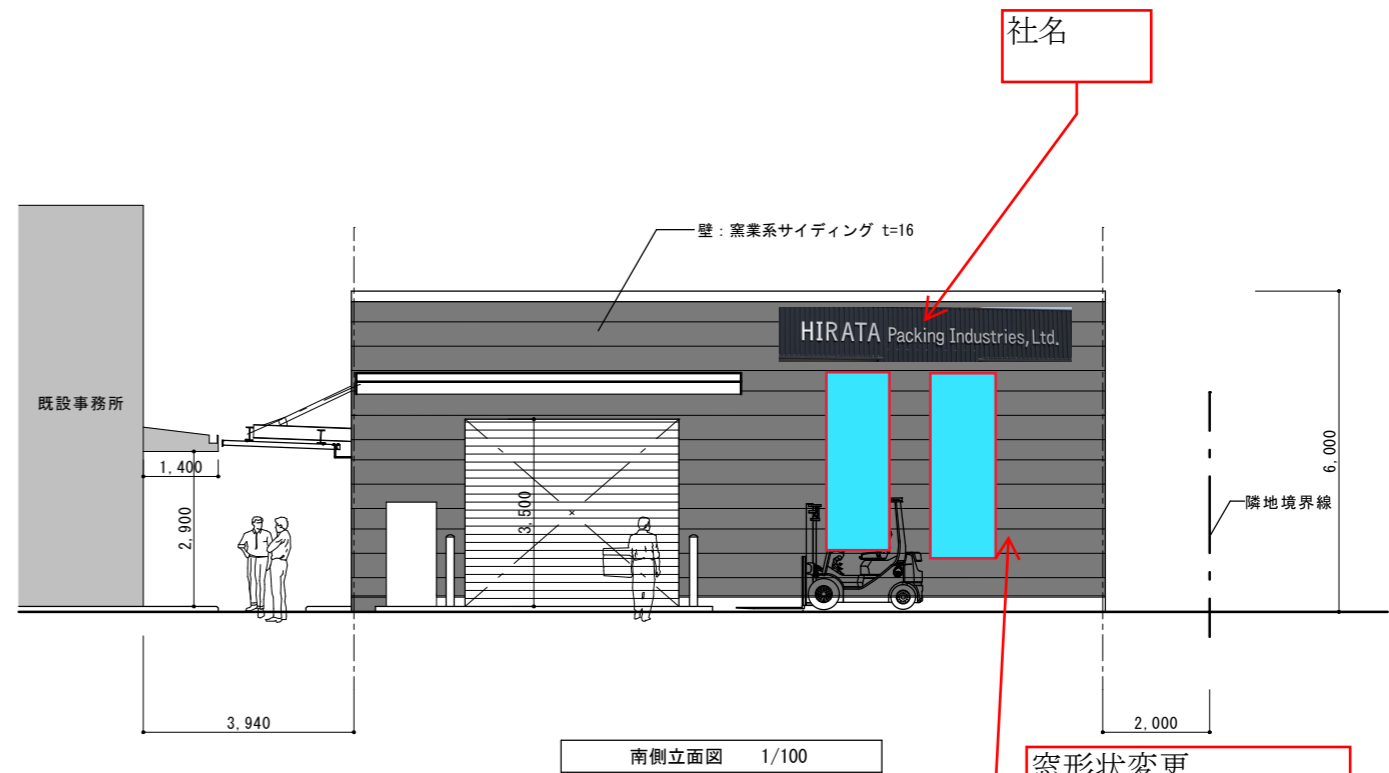 社名
壁：窯業系サイディング t=16
HIRATA Packing Industries,Ltd.
既設事務所
1,400
2,900
3,500
6,000
隣地境界線
3,940
2,000
南側立面図 1/100
窓形状変更